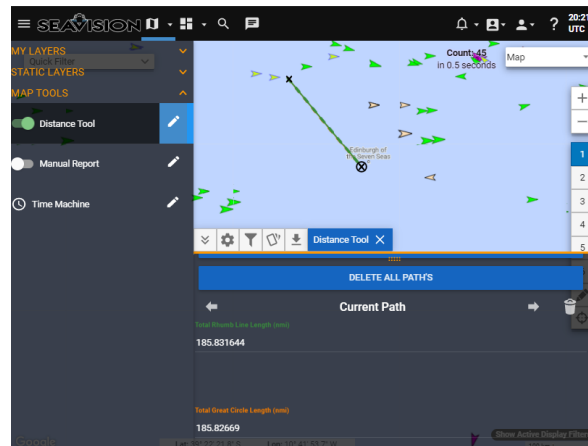 SEAVISION
20:21
UTC
MY LAYERS
Quick Filter
STATIC LAYERS
MAP TOOLS
Distance Tool
Manual Report
Time Machine
Count: 45
in 0.5 seconds
Map
Edinburgh of
the Seven Seas
1
2
3
4
5
Distance Tool
DELETE ALL PATH'S
Current Path
Total Rhumb Line Length (nmi)
185.831644
Total Great Circle Length (nmi)
185.82669
Show Active Display Filter
Google